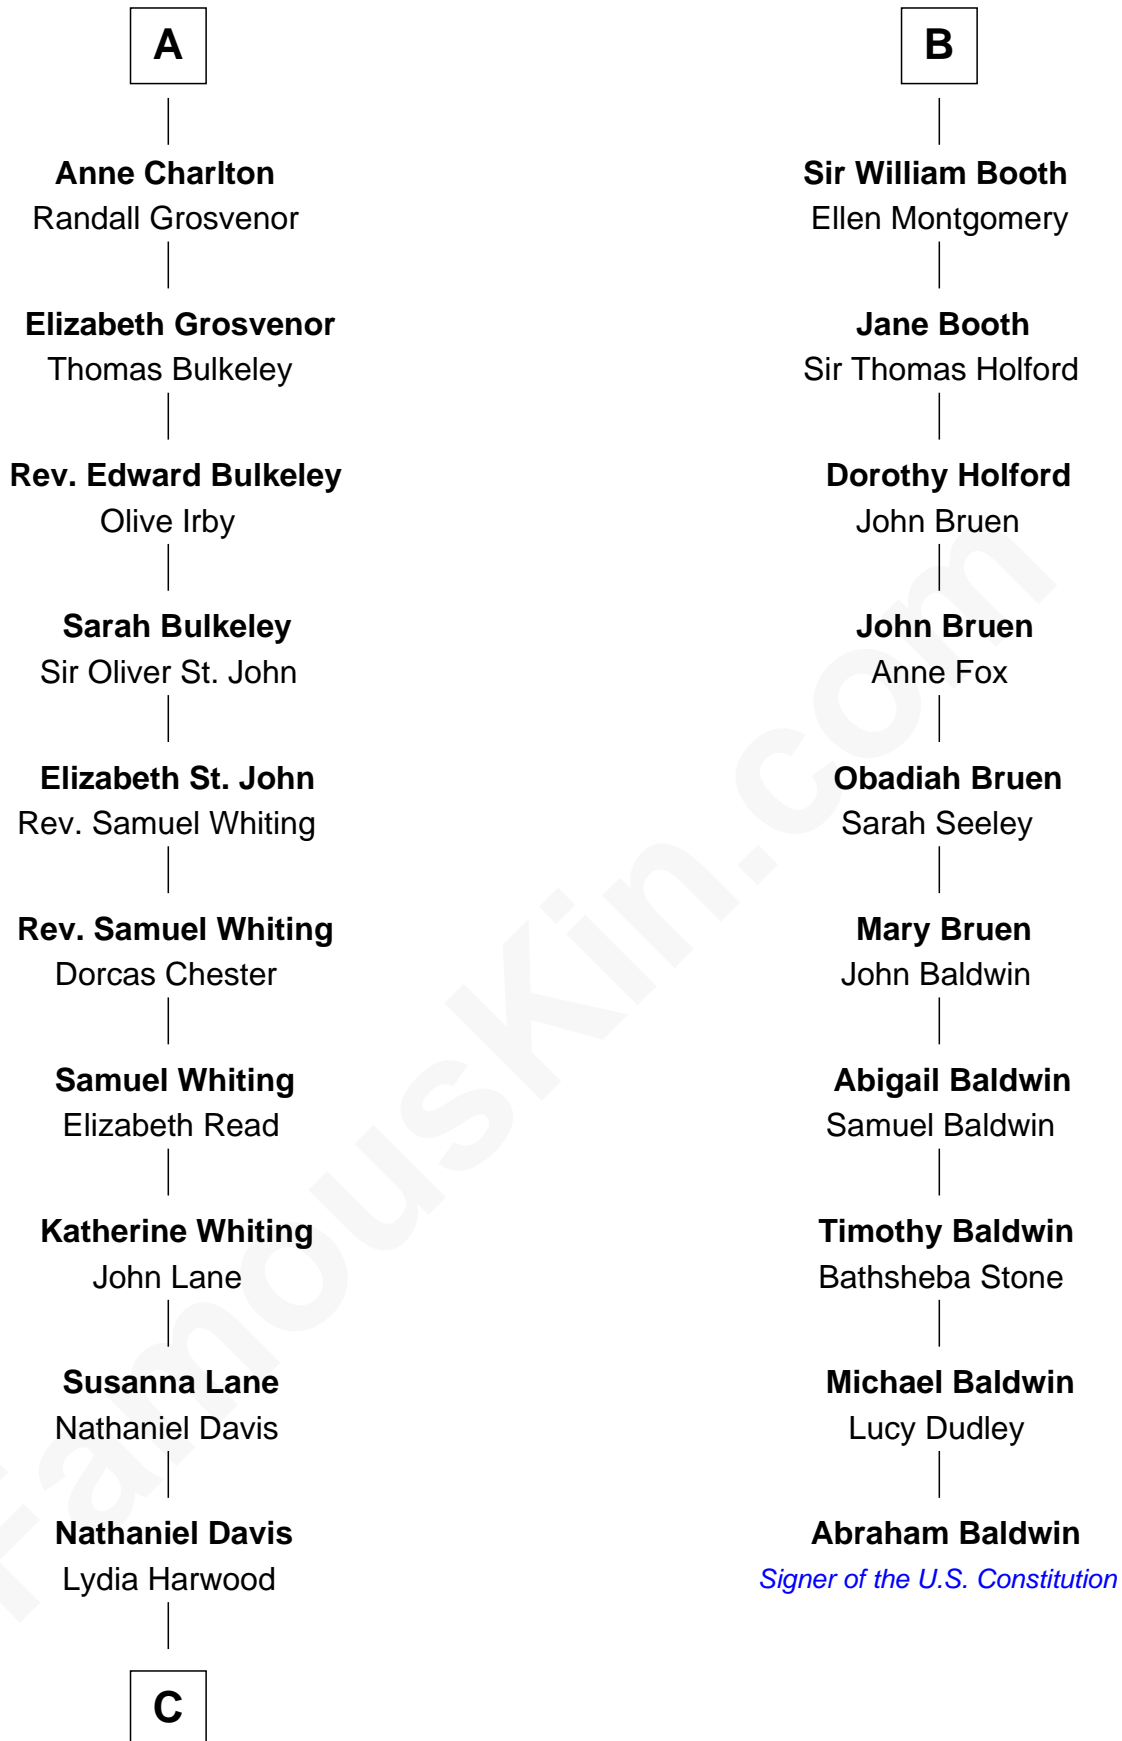 A
Anne Charlton
Randall Grosvenor
Elizabeth Grosvenor
Thomas Bulkeley
Rev. Edward Bulkeley
Olive Irby
Sarah Bulkeley
Sir Oliver St. John
Elizabeth St. John
Rev. Samuel Whiting
Rev. Samuel Whiting
Dorcas Chester
Samuel Whiting
Elizabeth Read
Katherine Whiting
John Lane
Susanna Lane
Nathaniel Davis
Nathaniel Davis
Lydia Harwood
C
B
Sir William Booth
Ellen Montgomery
Jane Booth
Sir Thomas Holford
Dorothy Holford
John Bruen
John Bruen
Anne Fox
Obadiah Bruen
Sarah Seeley
Mary Bruen
John Baldwin
Abigail Baldwin
Samuel Baldwin
Timothy Baldwin
Bathsheba Stone
Michael Baldwin
Lucy Dudley
Abraham Baldwin
Signer of the U.S. Constitution
FamousKin.com